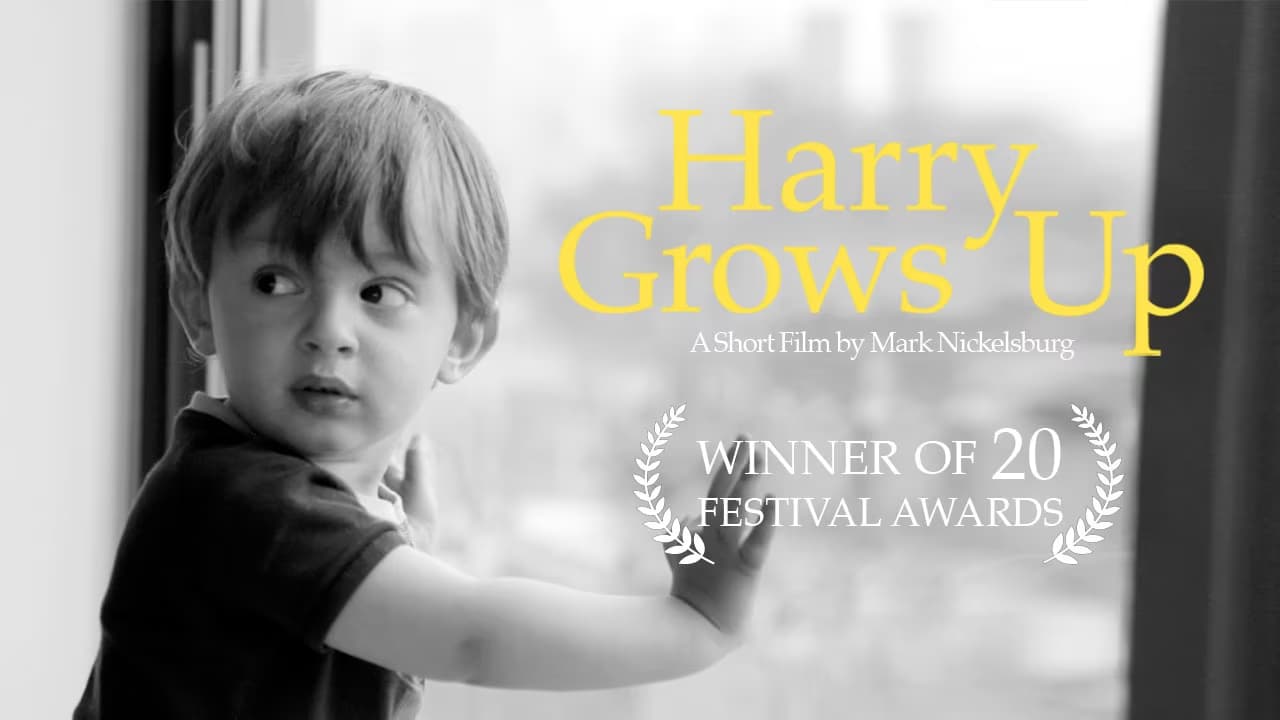 Harry
Grows Up
A Short Film by Mark Nickelsburg
WINNER OF 20
FESTIVAL AWARDS